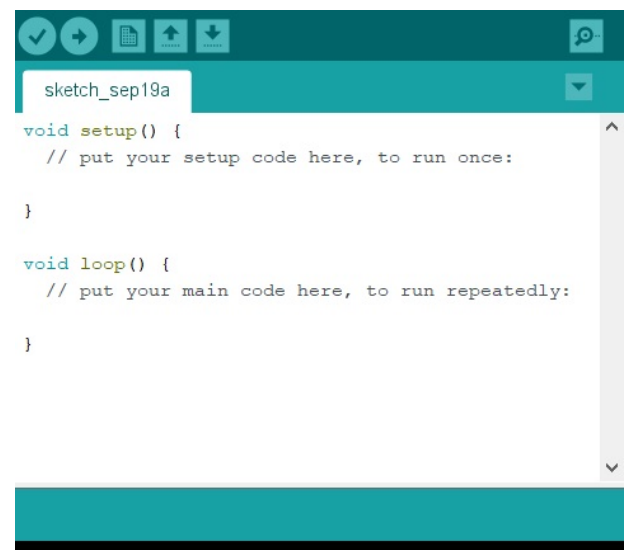 sketch_sep19a
void setup() {
  // put your setup code here, to run once:
}
void loop() {
  // put your main code here, to run repeatedly:
}